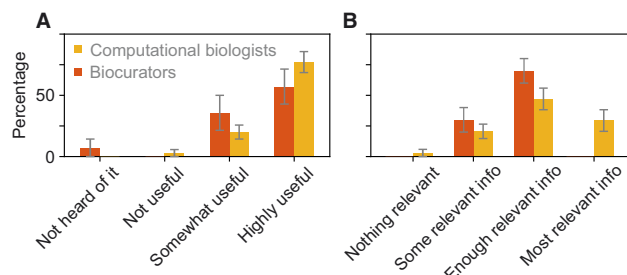 A
B
Computational biologists
Biocurators
Percentage
50
0
Not heard of it
Not useful
Somewhat useful
Highly useful
Nothing relevant
Some relevant info
Enough relevant info
Most relevant info